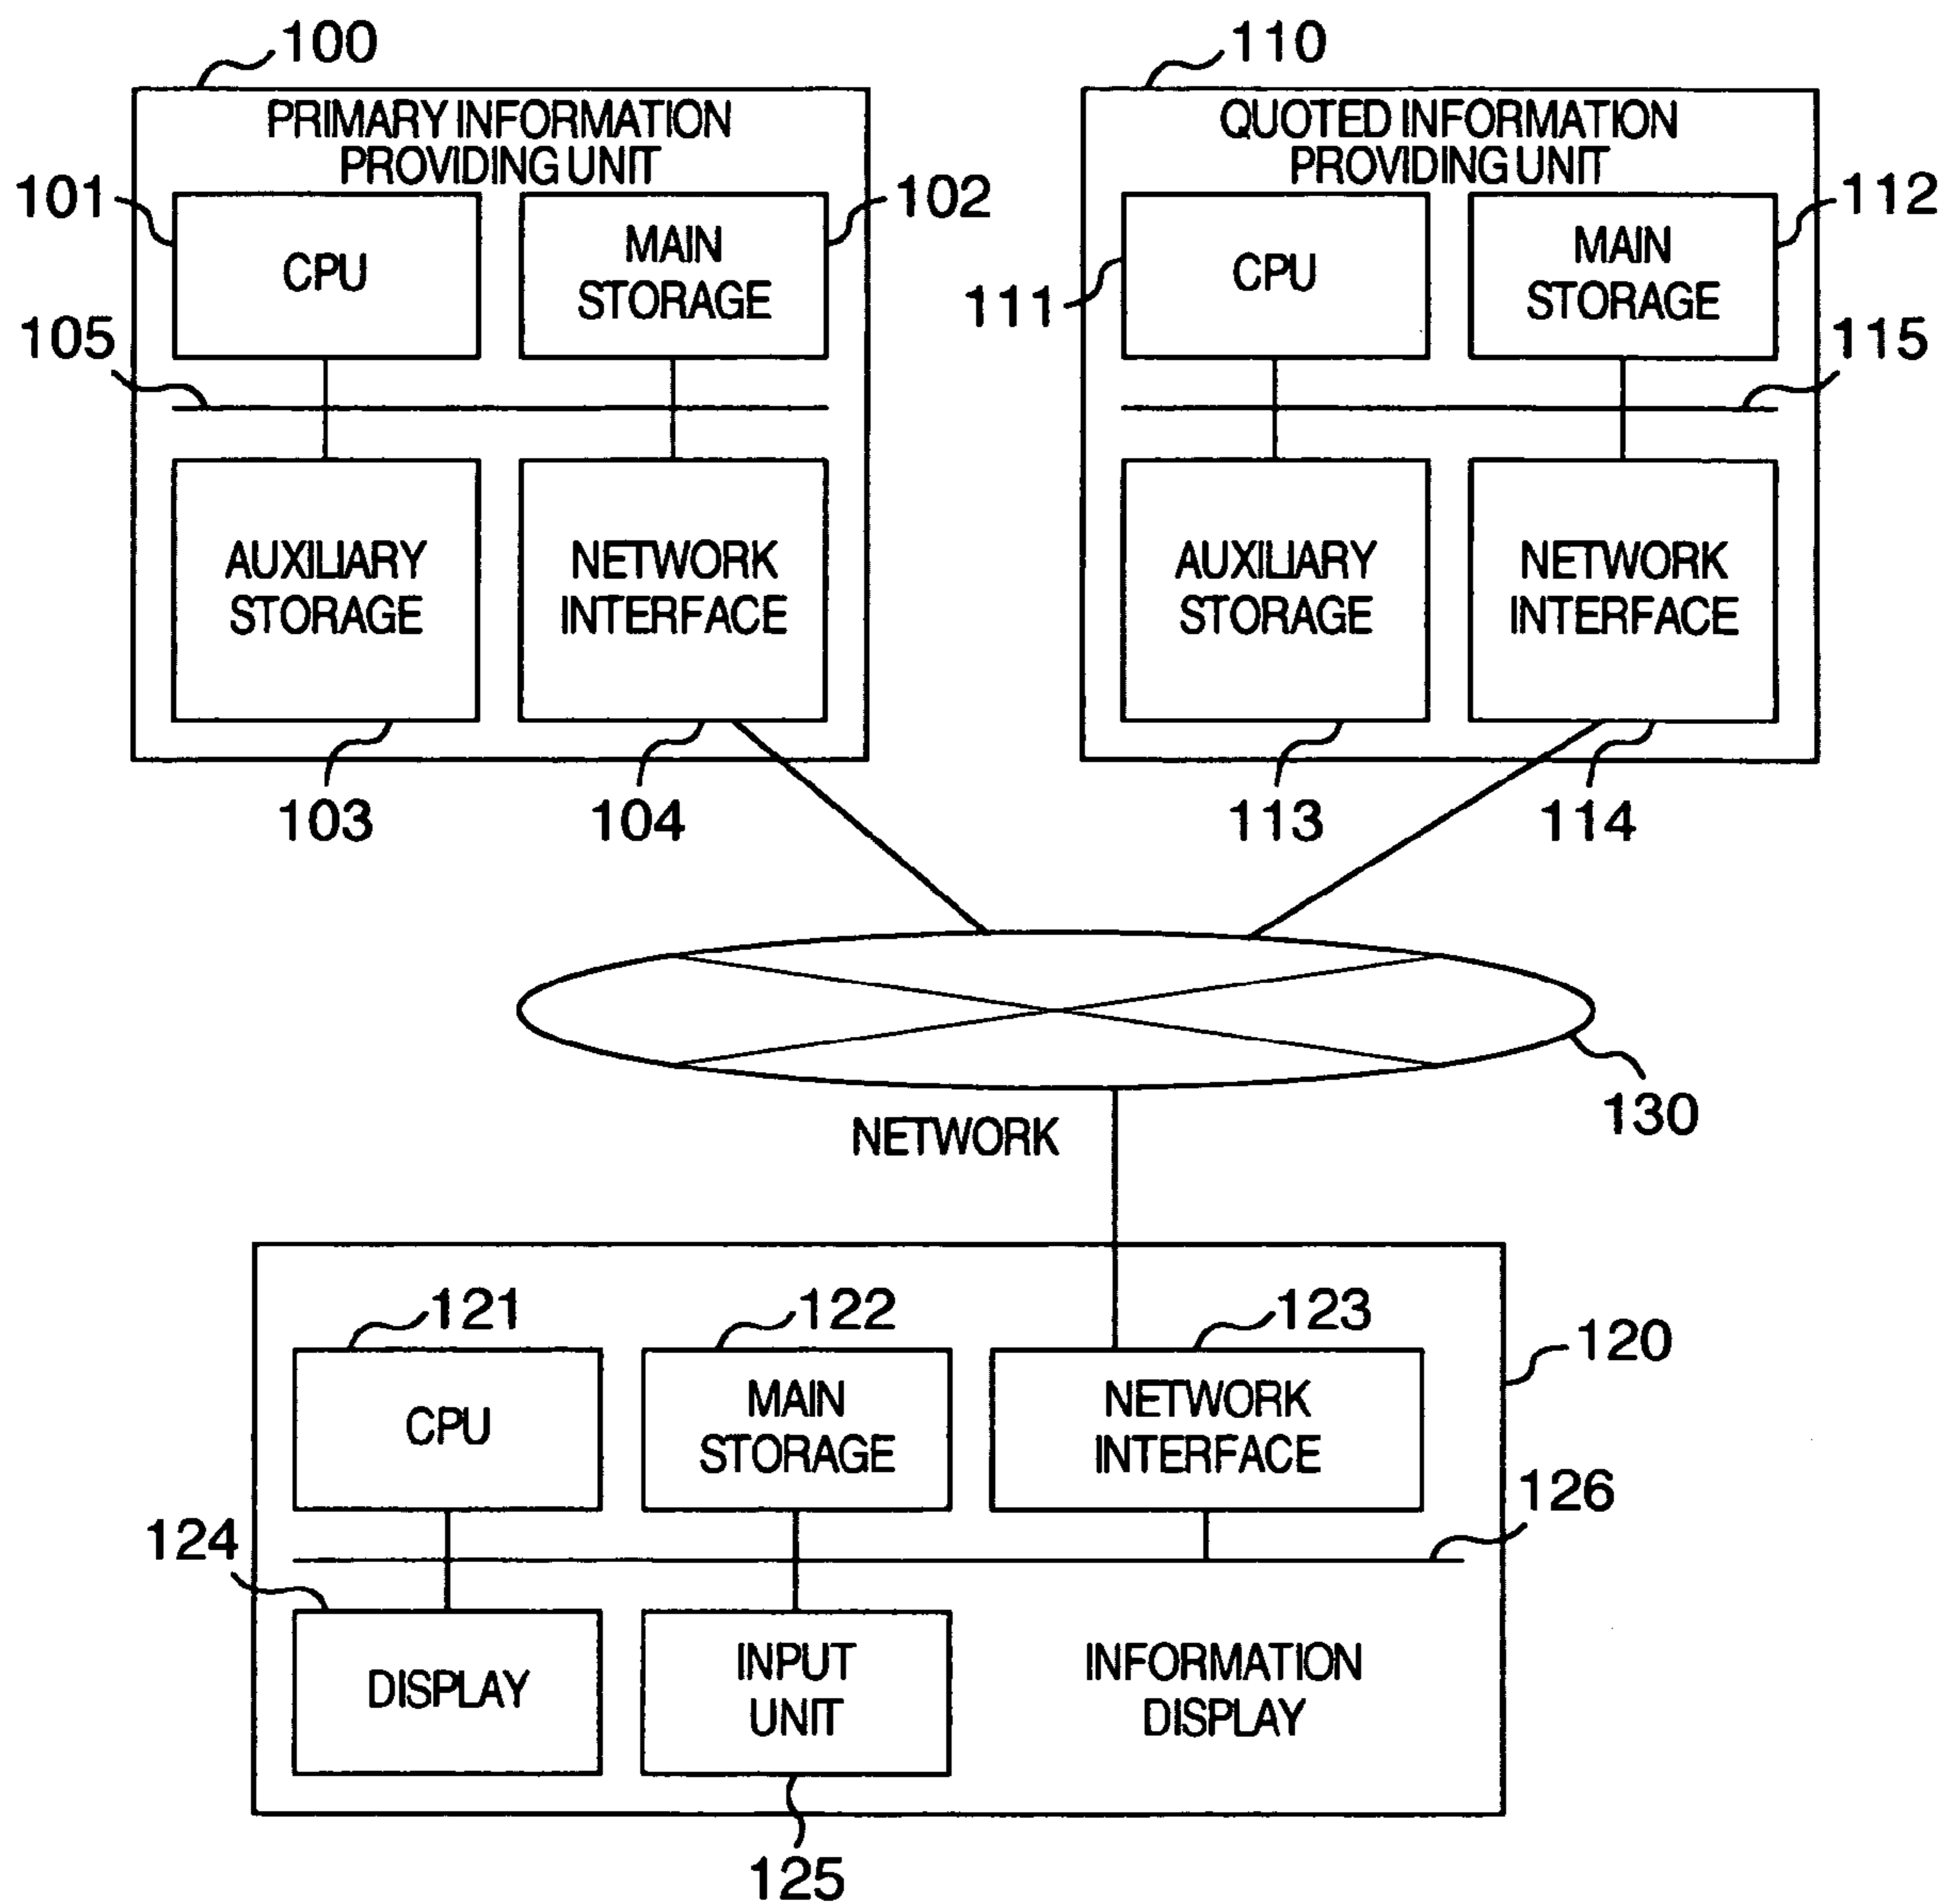 100
PRIMARY INFORMATION
PROVIDING UNIT
101
102
CPU
MAIN
STORAGE
105
AUXILIARY
STORAGE
NETWORK
INTERFACE
103
104
110
QUOTED INFORMATION
PROVIDING UNIT
111
112
CPU
MAIN
STORAGE
115
AUXILIARY
STORAGE
NETWORK
INTERFACE
113
114
130
NETWORK
120
121
122
123
CPU
MAIN
STORAGE
NETWORK
INTERFACE
126
124
DISPLAY
INPUT
UNIT
INFORMATION
DISPLAY
125